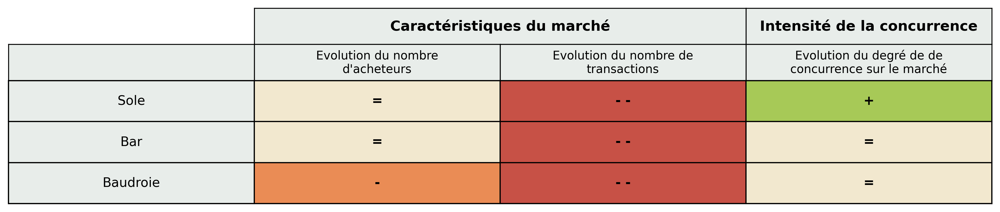 Caractéristiques du marché
Intensité de la concurrence
Evolution du nombre
d'acheteurs
Evolution du nombre de
transactions
Evolution du degré de de
concurrence sur le marché
Sole
=
- -
+
Bar
=
- -
=
Baudroie
-
- -
=